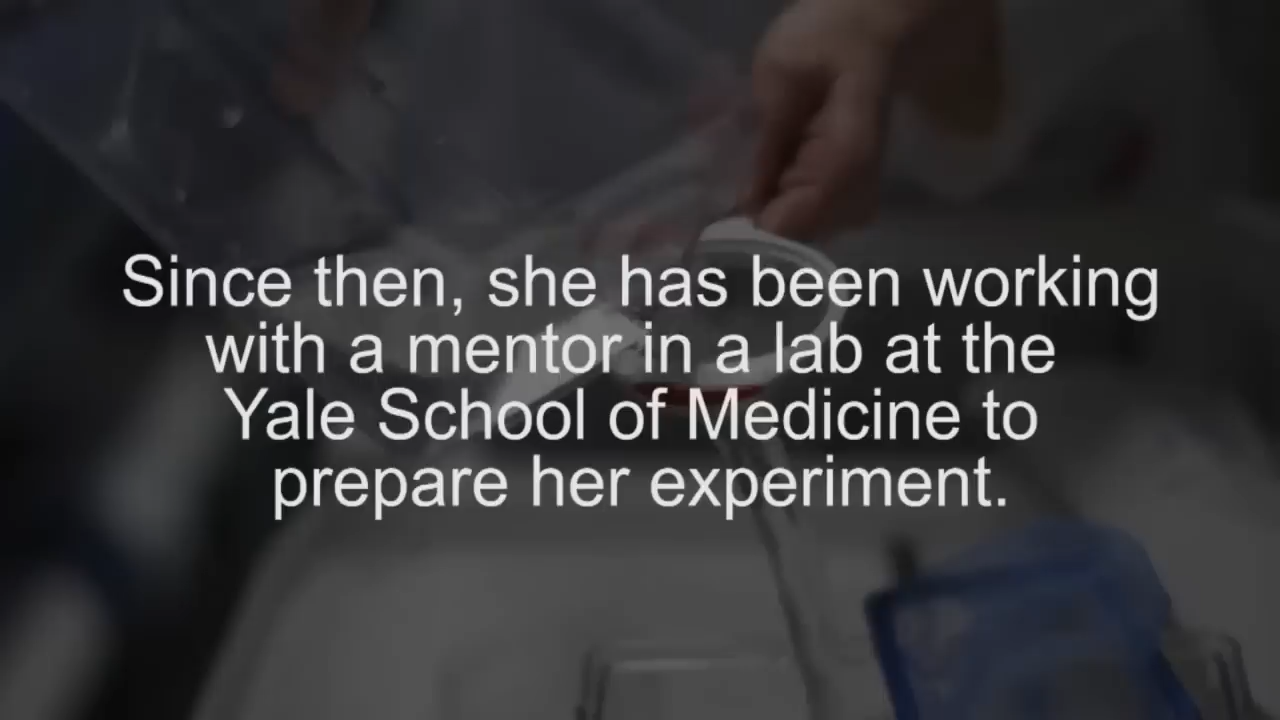 Since then, she has been working
with a mentor in a lab at the
Yale School of Medicine to
prepare her experiment.